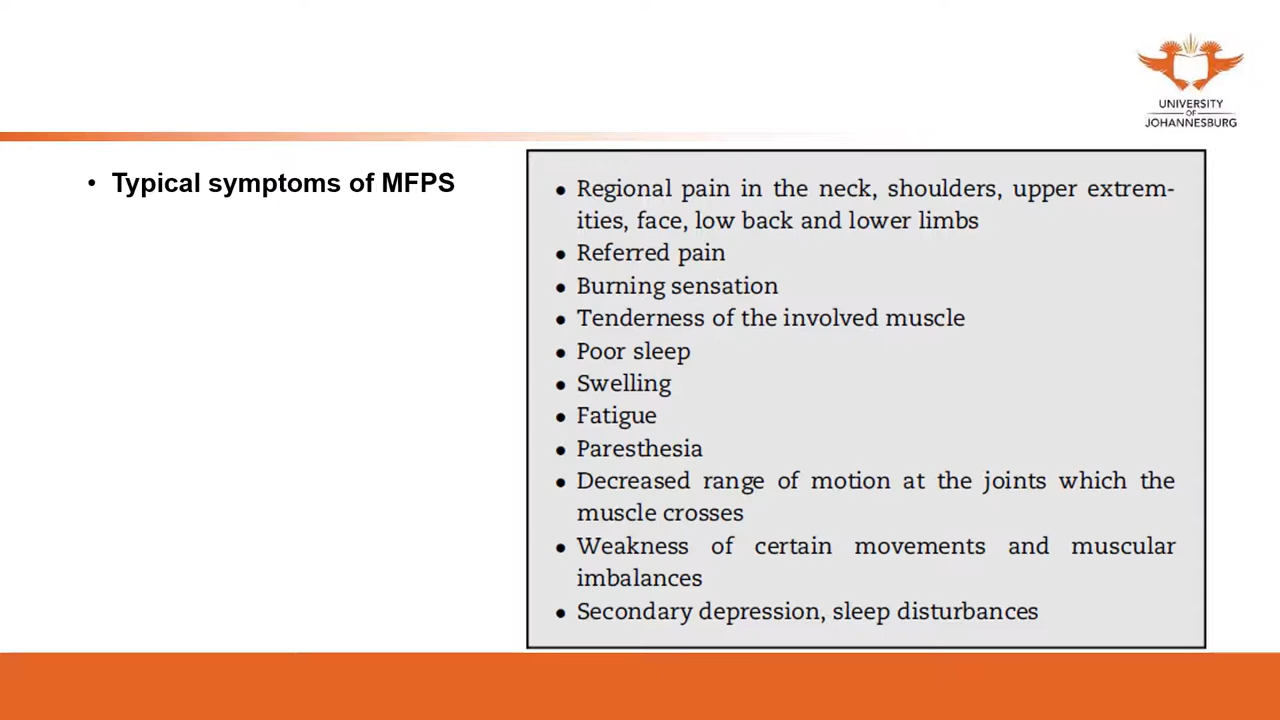 UNIVERSITY
OF
JOHANNESBURG
• Typical symptoms of MFPS
• Regional pain in the neck, shoulders, upper extrem-
ities, face, low back and lower limbs
• Referred pain
• Burning sensation
• Tenderness of the involved muscle
• Poor sleep
• Swelling
• Fatigue
• Paresthesia
• Decreased range of motion at the joints which the
muscle crosses
• Weakness of certain movements and muscular
imbalances
• Secondary depression, sleep disturbances